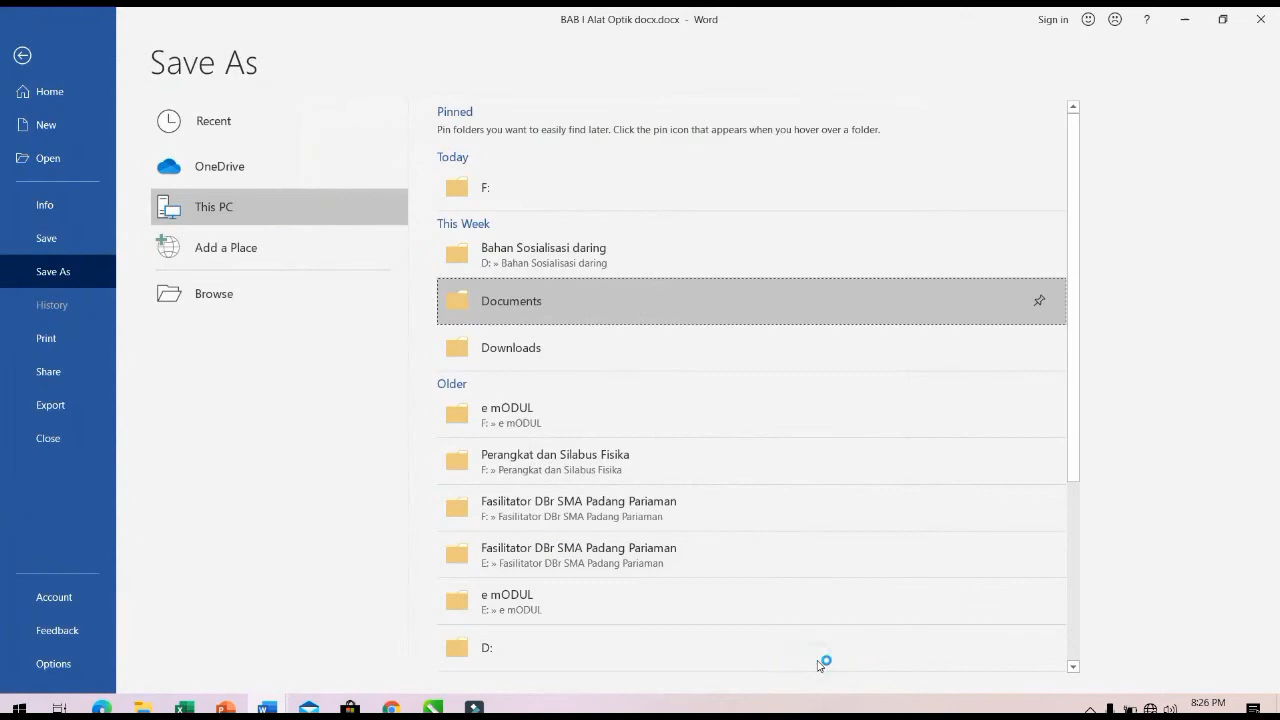 BAB I Alat Optik docx.docx - Word
Sign in
?
Save As
Home
New
Open
Info
Save
Save As
History
Print
Share
Export
Close
Account
Feedback
Options
Recent
OneDrive
This PC
Add a Place
Browse
Pinned
Pin folders you want to easily find later. Click the pin icon that appears when you hover over a folder.
Today
F:
This Week
Bahan Sosialisasi daring
D: » Bahan Sosialisasi daring
Documents
Downloads
Older
e mODUL
F: » e mODUL
Perangkat dan Silabus Fisika
F: » Perangkat dan Silabus Fisika
Fasilitator DBr SMA Padang Pariaman
F: » Fasilitator DBr SMA Padang Pariaman
Fasilitator DBr SMA Padang Pariaman
E: » Fasilitator DBr SMA Padang Pariaman
e mODUL
E: » e mODUL
D:
8:26 PM